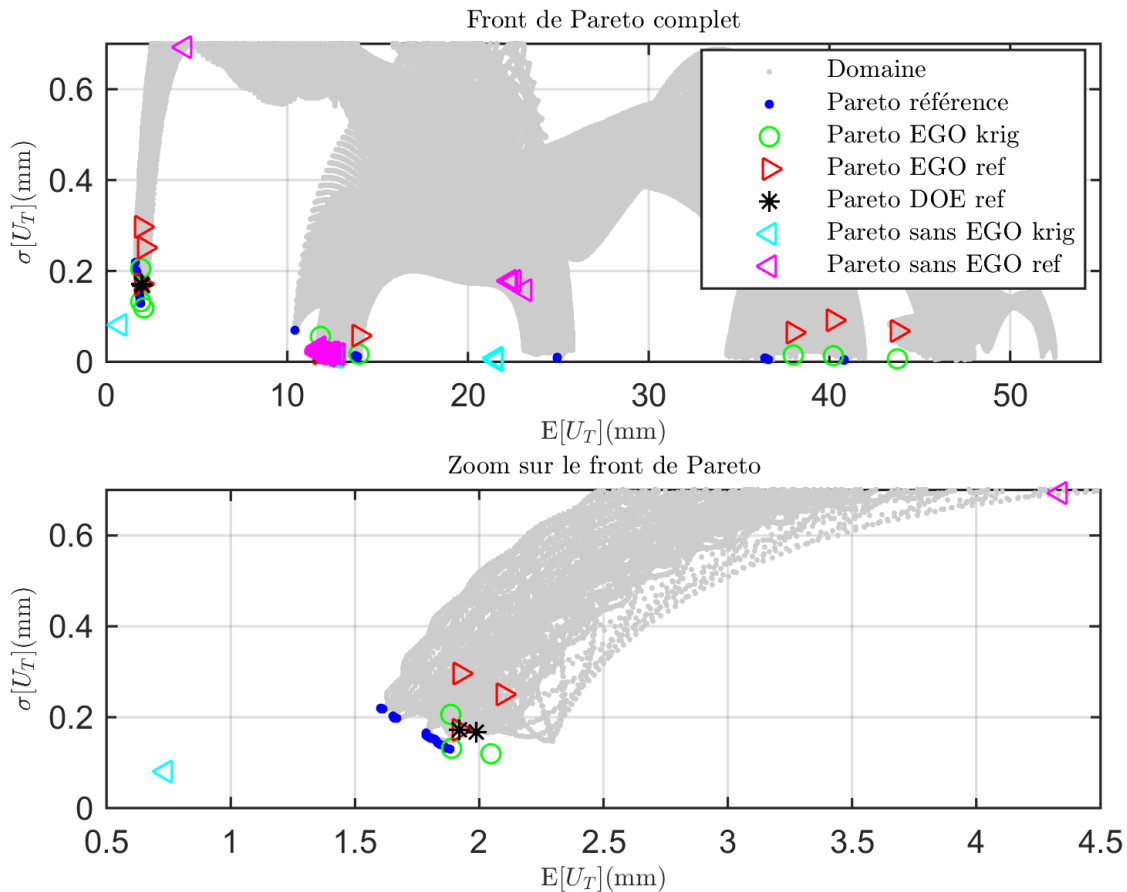 Front de Pareto complet
σ[U_T](mm)
0.6
0.4
0.2
0
Domaine
Pareto référence
Pareto EGO krig
Pareto EGO ref
Pareto DOE ref
Pareto sans EGO krig
Pareto sans EGO ref
0 10 20 30 40 50
E[U_T](mm)
Zoom sur le front de Pareto
σ[U_T](mm)
0.6
0.4
0.2
0
0.5 1 1.5 2 2.5 3 3.5 4 4.5
E[U_T](mm)